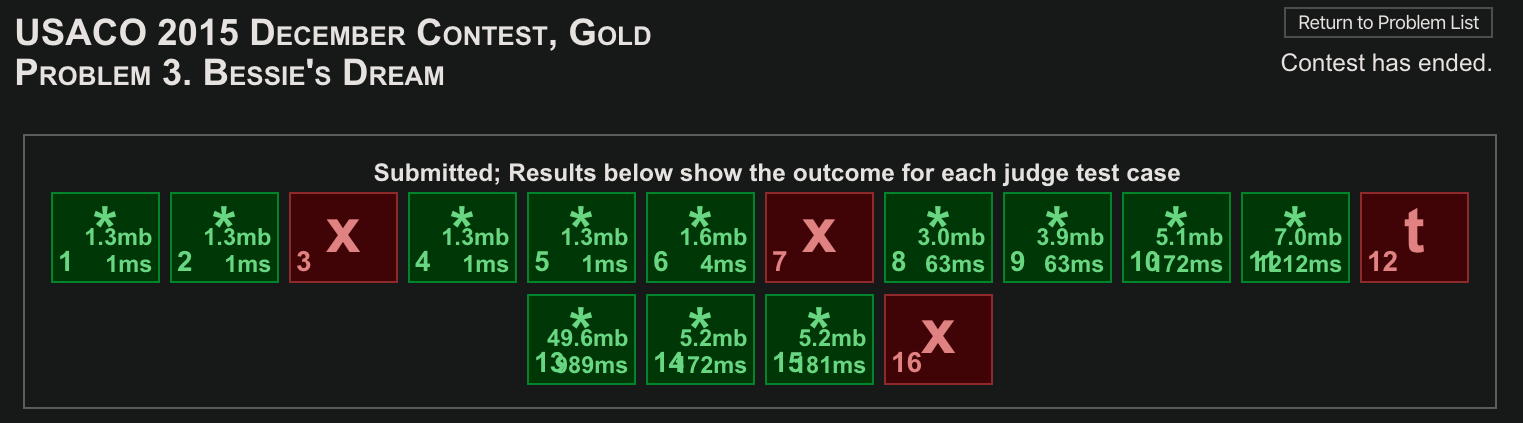 USACO 2015 December Contest, Gold
Problem 3. Bessie's Dream
Return to Problem List
Contest has ended.
Submitted; Results below show the outcome for each judge test case
* 1.3mb 1 1ms
* 1.3mb 2 1ms
x 3
* 1.3mb 4 1ms
* 1.3mb 5 1ms
* 1.6mb 6 4ms
x 7
* 3.0mb 8 63ms
* 3.9mb 9 63ms
* 5.1mb 10 172ms
* 7.0mb 11 212ms
t 12
* 49.6mb 13 989ms
* 5.2mb 14 172ms
* 5.2mb 15 181ms
x 16